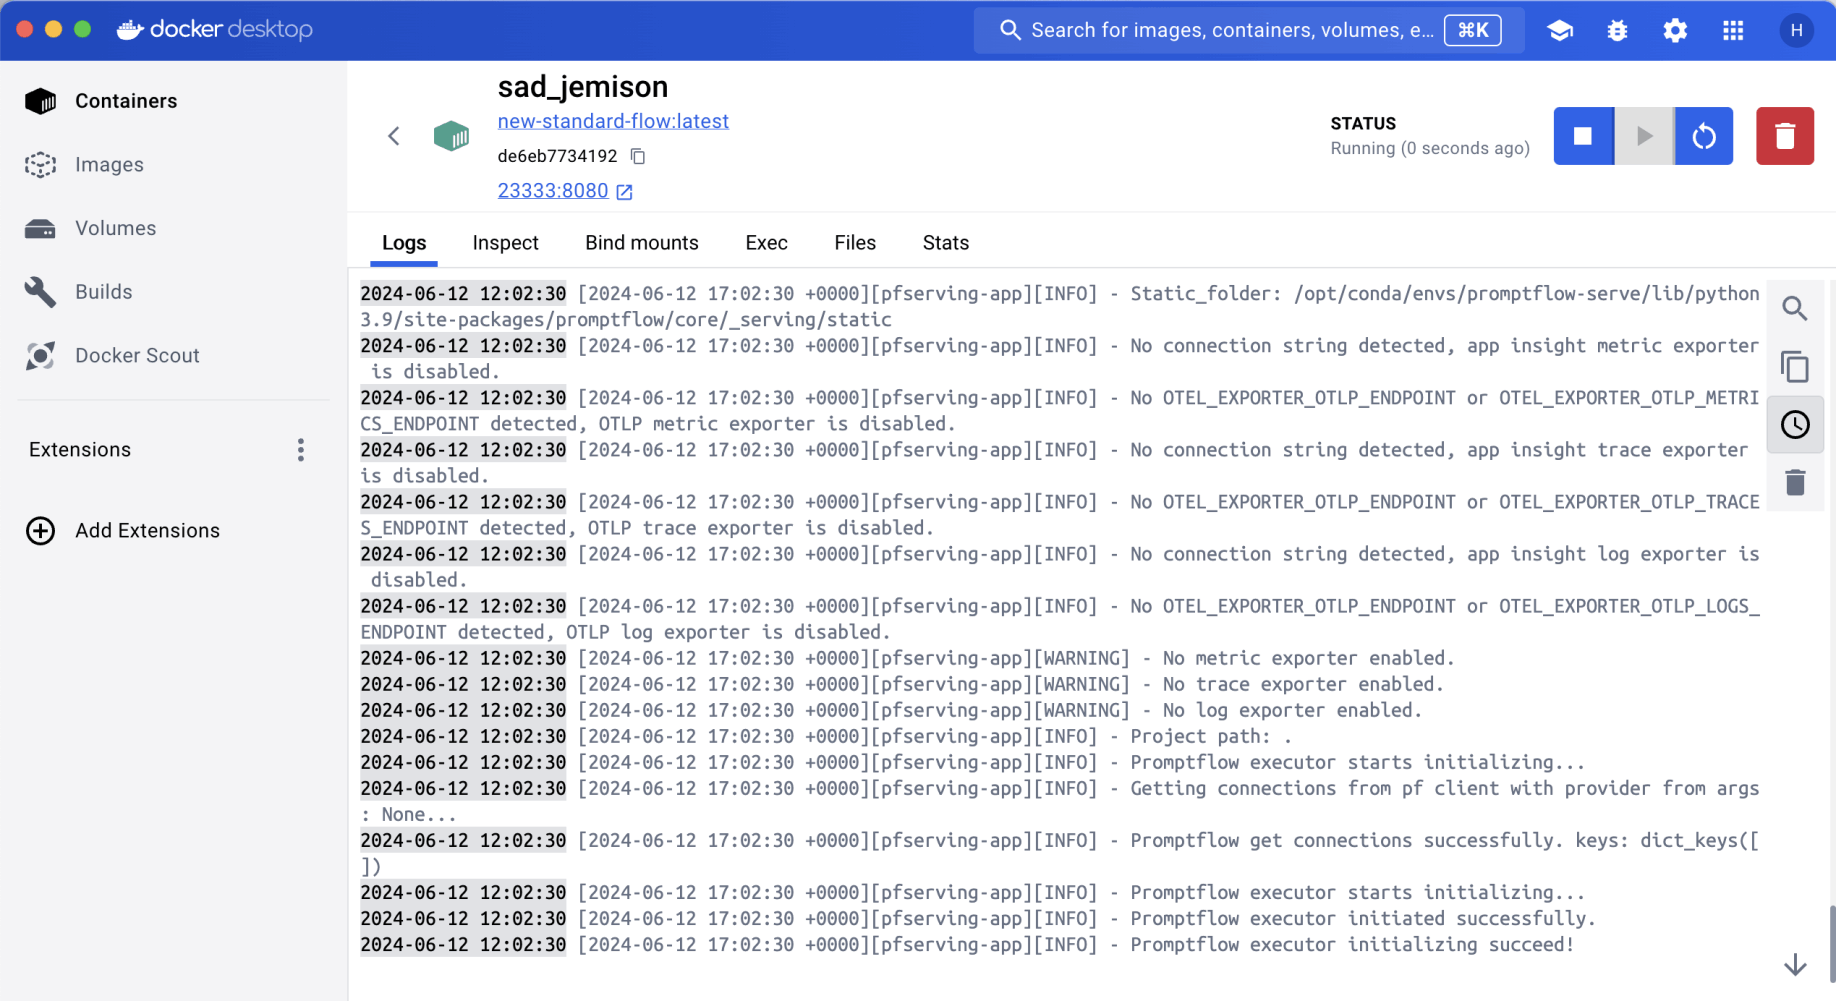 docker desktop
Search for images, containers, volumes, e...
⌘K
H
Containers
Images
Volumes
Builds
Docker Scout
Extensions
Add Extensions
sad_jemison
new-standard-flow:latest
de6eb7734192
23333:8080
STATUS
Running (0 seconds ago)
Logs
Inspect
Bind mounts
Exec
Files
Stats
2024-06-12 12:02:30 [2024-06-12 17:02:30 +0000][pfserving-app][INFO] - Static_folder: /opt/conda/envs/promptflow-serve/lib/python
3.9/site-packages/promptflow/core/_serving/static
2024-06-12 12:02:30 [2024-06-12 17:02:30 +0000][pfserving-app][INFO] - No connection string detected, app insight metric exporter
is disabled.
2024-06-12 12:02:30 [2024-06-12 17:02:30 +0000][pfserving-app][INFO] - No OTEL_EXPORTER_OTLP_ENDPOINT or OTEL_EXPORTER_OTLP_METRI
CS_ENDPOINT detected, OTLP metric exporter is disabled.
2024-06-12 12:02:30 [2024-06-12 17:02:30 +0000][pfserving-app][INFO] - No connection string detected, app insight trace exporter
is disabled.
2024-06-12 12:02:30 [2024-06-12 17:02:30 +0000][pfserving-app][INFO] - No OTEL_EXPORTER_OTLP_ENDPOINT or OTEL_EXPORTER_OTLP_TRACE
S_ENDPOINT detected, OTLP trace exporter is disabled.
2024-06-12 12:02:30 [2024-06-12 17:02:30 +0000][pfserving-app][INFO] - No connection string detected, app insight log exporter is
disabled.
2024-06-12 12:02:30 [2024-06-12 17:02:30 +0000][pfserving-app][INFO] - No OTEL_EXPORTER_OTLP_ENDPOINT or OTEL_EXPORTER_OTLP_LOGS_
ENDPOINT detected, OTLP log exporter is disabled.
2024-06-12 12:02:30 [2024-06-12 17:02:30 +0000][pfserving-app][WARNING] - No metric exporter enabled.
2024-06-12 12:02:30 [2024-06-12 17:02:30 +0000][pfserving-app][WARNING] - No trace exporter enabled.
2024-06-12 12:02:30 [2024-06-12 17:02:30 +0000][pfserving-app][WARNING] - No log exporter enabled.
2024-06-12 12:02:30 [2024-06-12 17:02:30 +0000][pfserving-app][INFO] - Project path: .
2024-06-12 12:02:30 [2024-06-12 17:02:30 +0000][pfserving-app][INFO] - Promptflow executor starts initializing...
2024-06-12 12:02:30 [2024-06-12 17:02:30 +0000][pfserving-app][INFO] - Getting connections from pf client with provider from args
: None...
2024-06-12 12:02:30 [2024-06-12 17:02:30 +0000][pfserving-app][INFO] - Promptflow get connections successfully. keys: dict_keys([
])
2024-06-12 12:02:30 [2024-06-12 17:02:30 +0000][pfserving-app][INFO] - Promptflow executor starts initializing...
2024-06-12 12:02:30 [2024-06-12 17:02:30 +0000][pfserving-app][INFO] - Promptflow executor initiated successfully.
2024-06-12 12:02:30 [2024-06-12 17:02:30 +0000][pfserving-app][INFO] - Promptflow executor initializing succeed!